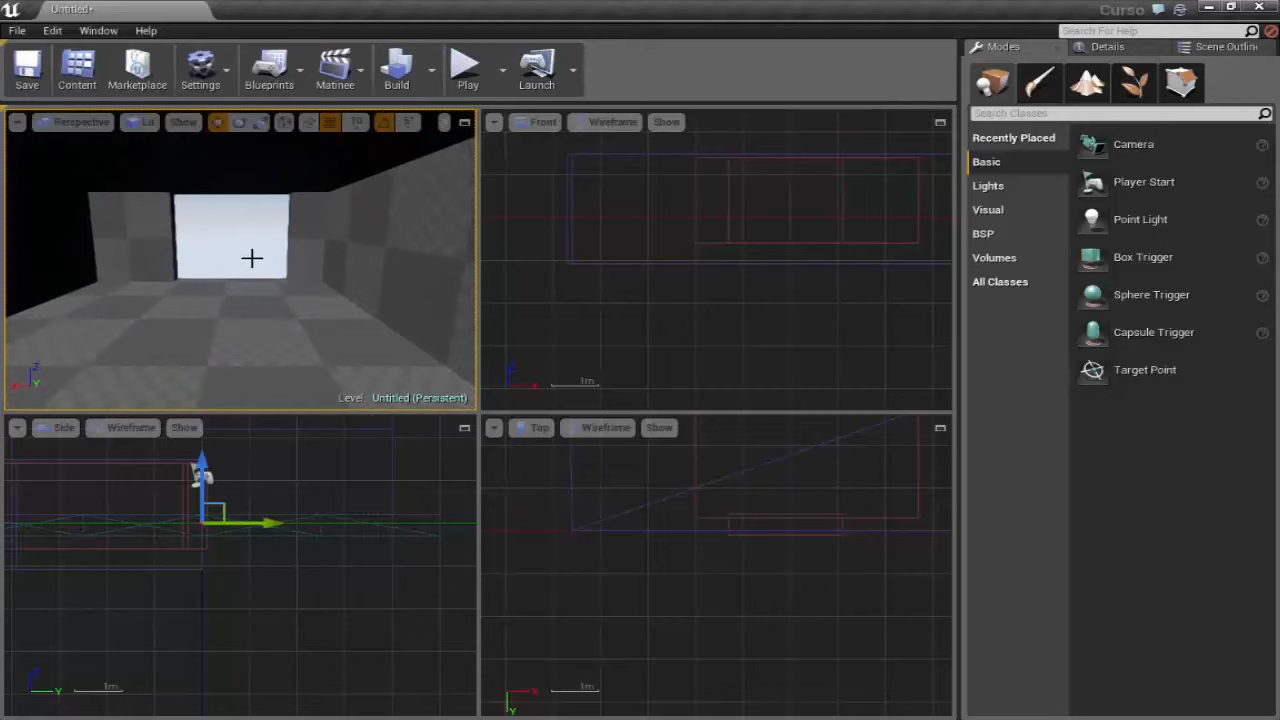 Untitled*
Curso
File Edit Window Help
Search For Help
Save Content Marketplace Settings Blueprints Matinee Build Play Launch
Modes Details Scene Outlin
Search Classes
Recently Placed
Basic
Lights
Visual
BSP
Volumes
All Classes
Camera
Player Start
Point Light
Box Trigger
Sphere Trigger
Capsule Trigger
Target Point
Perspective Show 10 5°
Z
Y
Level: Untitled (Persistent)
Front Wireframe Show
1m
Side Wireframe Show
Y 1m
Top Wireframe Show
X 1m
Y